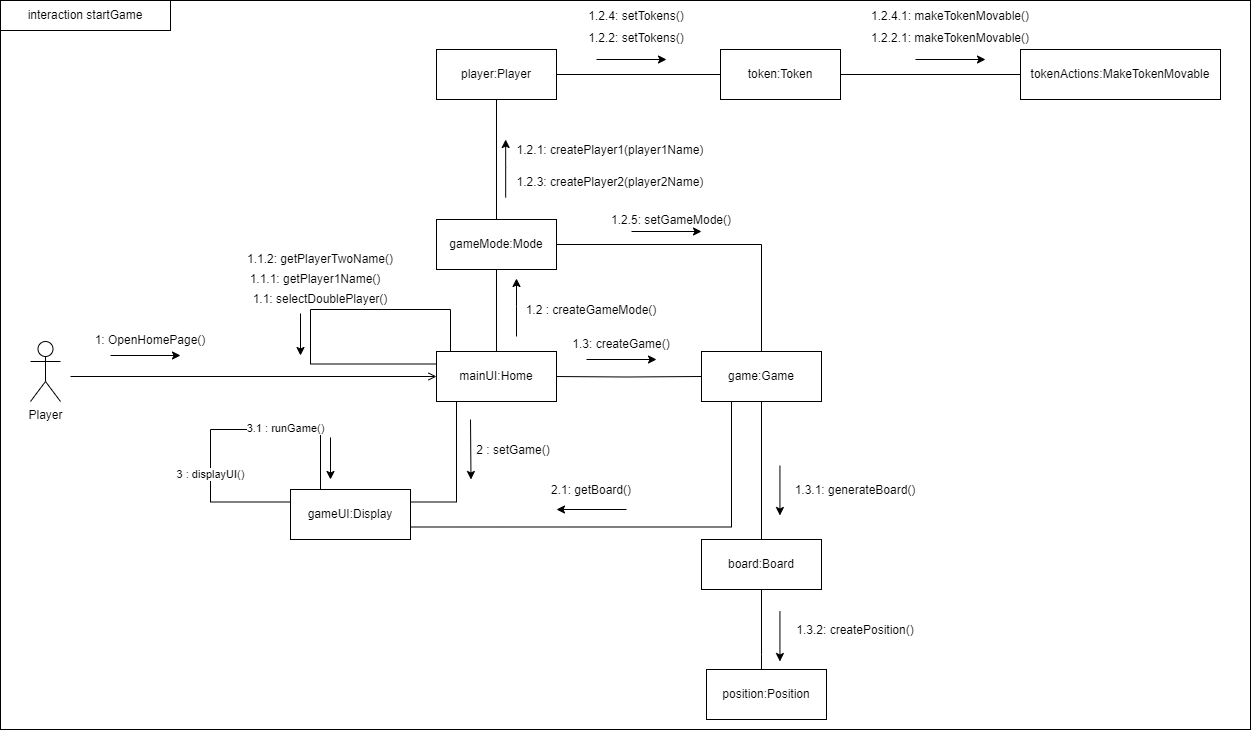 interaction startGame
1.2.4: setTokens()
1.2.2: setTokens()
1.2.4.1: makeTokenMovable()
1.2.2.1: makeTokenMovable()
player:Player
token:Token
tokenActions:MakeTokenMovable
1.2.1: createPlayer1(player1Name)
1.2.3: createPlayer2(player2Name)
1.2.5: setGameMode()
gameMode:Mode
1.1.2: getPlayerTwoName()
1.1.1: getPlayer1Name()
1.1: selectDoublePlayer()
1.2 : createGameMode()
1: OpenHomePage()
1.3: createGame()
mainUI:Home
game:Game
Player
3.1 : runGame()
2 : setGame()
3 : displayUI()
2.1: getBoard()
1.3.1: generateBoard()
gameUI:Display
board:Board
1.3.2: createPosition()
position:Position